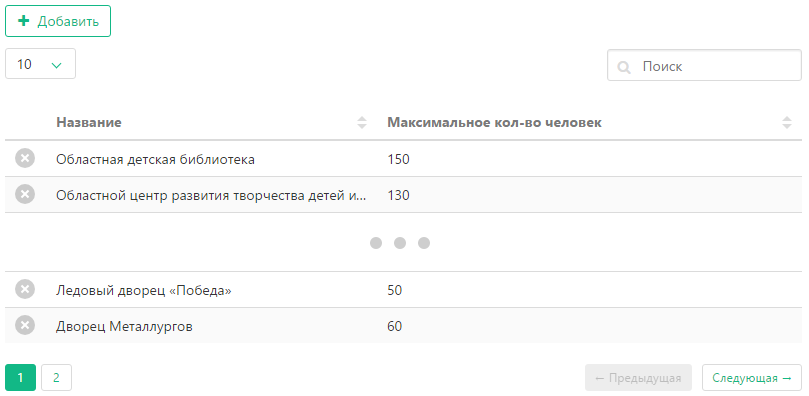 Добавить
10
Поиск
Название Максимальное кол-во человек
Областная детская библиотека 150
Областной центр развития творчества детей и... 130
Ледовый дворец «Победа» 50
Дворец Металлургов 60
1 2 ← Предыдущая Следующая →